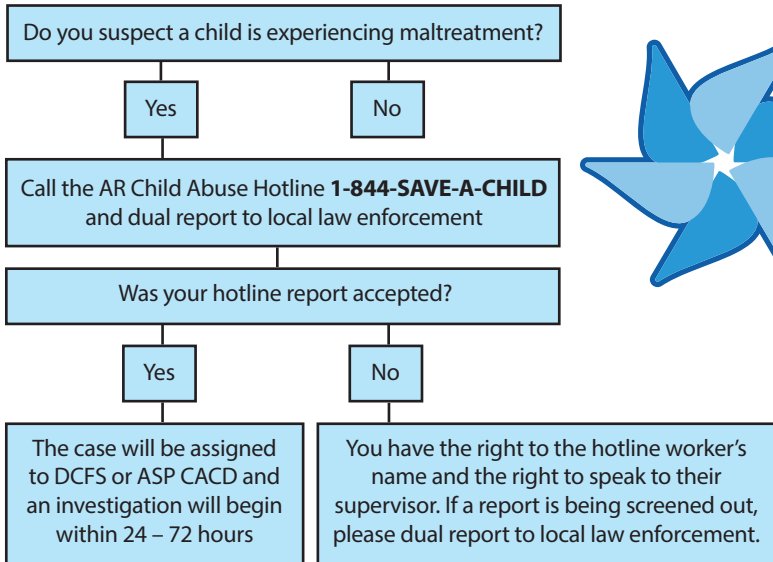 Do you suspect a child is experiencing maltreatment?
Yes
No
Call the AR Child Abuse Hotline 1-844-SAVE-A-CHILD
and dual report to local law enforcement
Was your hotline report accepted?
Yes
No
The case will be assigned
to DCFS or ASP CACD and
an investigation will begin
within 24 – 72 hours
You have the right to the hotline worker’s
name and the right to speak to their
supervisor. If a report is being screened out,
please dual report to local law enforcement.